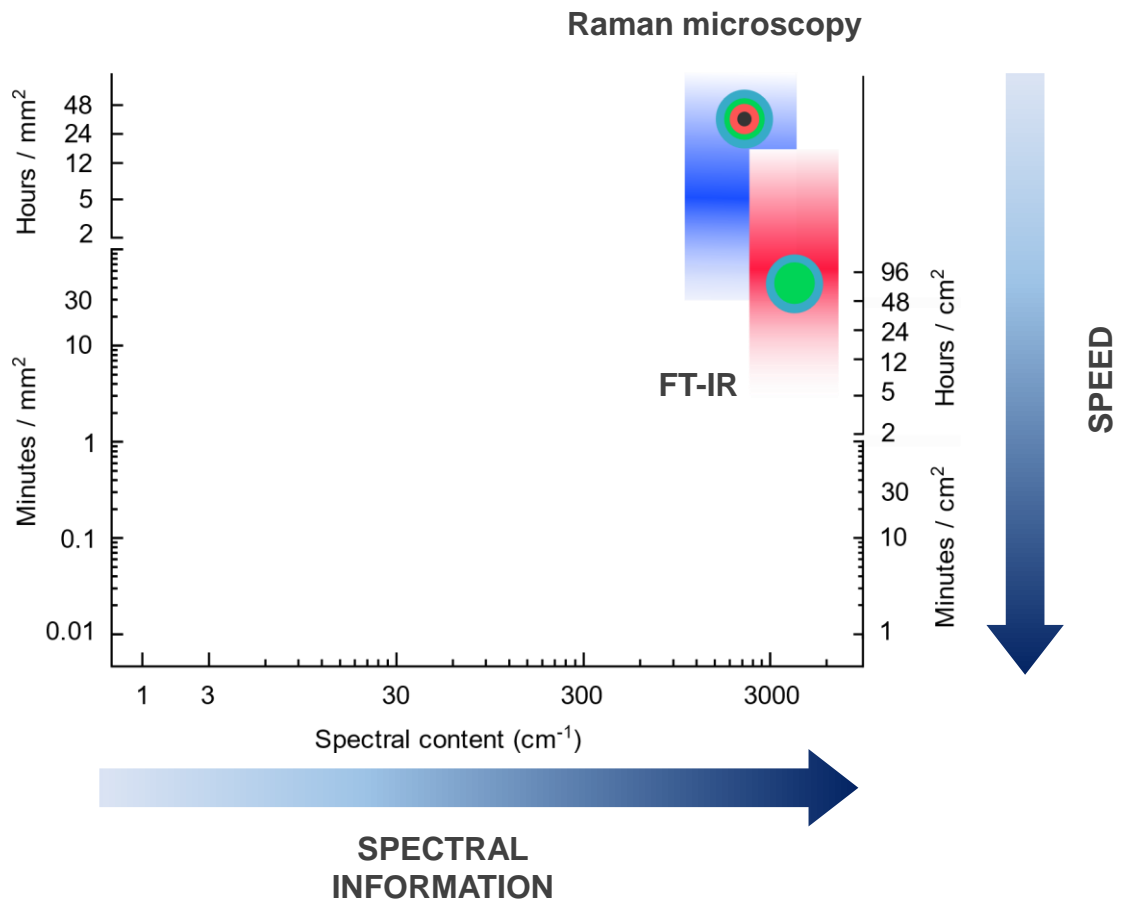 Raman microscopy
Hours / mm²
48
24
12
5
2
30
10
1
0.1
0.01
Minutes / mm²
FT-IR
96
48
24
12
5
2
Hours / cm²
30
10
1
Minutes / cm²
SPEED
1 3 30 300 3000
Spectral content (cm⁻¹)
SPECTRAL
INFORMATION